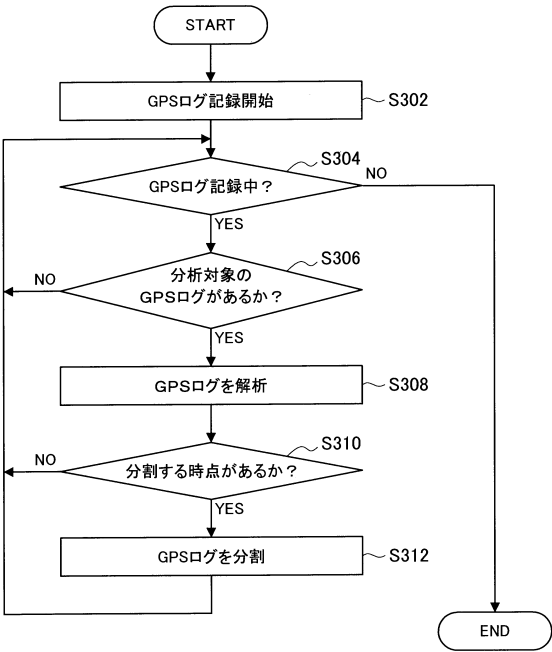 START
GPSログ記録開始
S302
S304
GPSログ記録中？
NO
YES
S306
分析対象の
ＧＰＳログがあるか？
NO
YES
GPSログを解析
S308
S310
分割する時点があるか？
NO
YES
GPSログを分割
S312
END